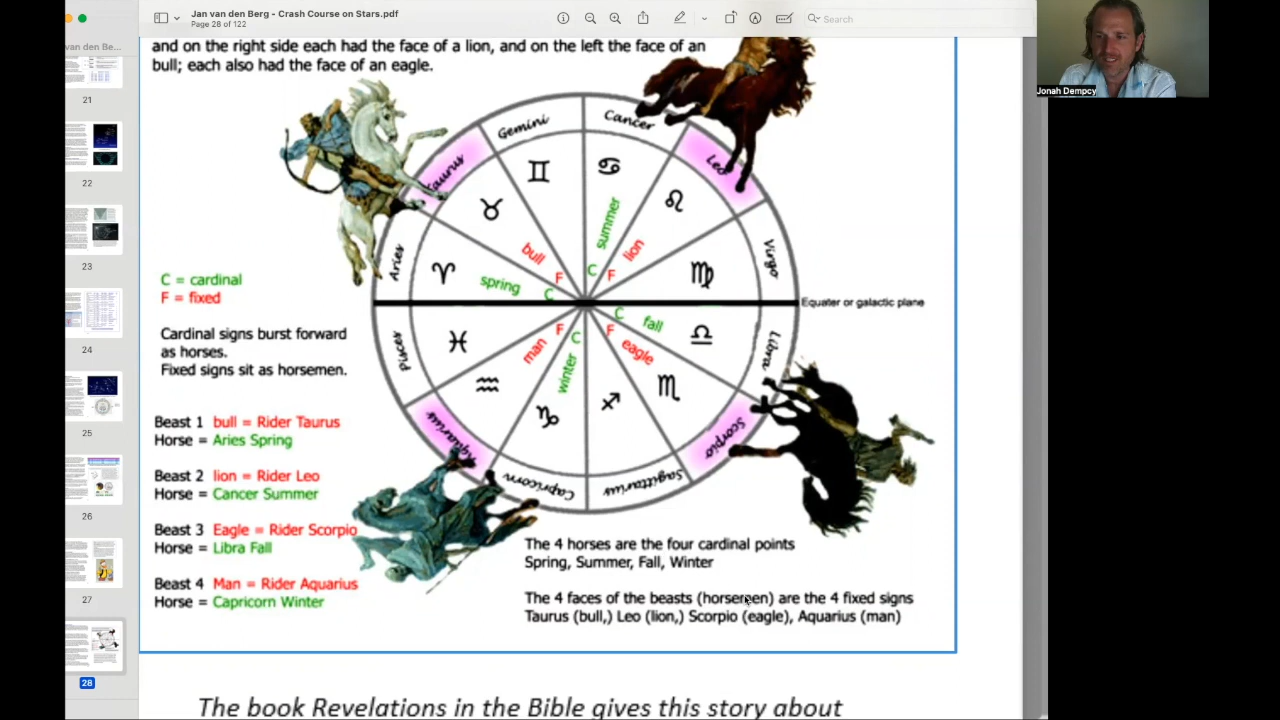 Jan van den Berg - Crash Course on Stars.pdf
Page 28 of 122
Search
van den Be...
21
22
23
24
25
26
27
28
Jonah Dempcy
and on the right side each had the face of a lion, and on the left the face of an
bull; each also had the face of an eagle.
Gemini
Cancer
Taurus
Leo
Aries
Virgo
summer
bull
lion
F
C
F
spring
C
Equater or galactic plane
C = cardinal
F = fixed
C
fall
F
C
F
man
winter
eagle
Pisces
Libra
Cardinal signs burst forward
as horses.
Fixed signs sit as horsemen.
Aquarius
Scorpio
Capricorn
Sagittarius
Beast 1 bull = Rider Taurus
Horse = Aries Spring
Beast 2 lion = Rider Leo
Horse = Cancer Summer
Beast 3 Eagle = Rider Scorpio
Horse = Libra Fall
Beast 4 Man = Rider Aquarius
Horse = Capricorn Winter
The 4 horses are the four cardinal points
Spring, Summer, Fall, Winter
The 4 faces of the beasts (horsemen) are the 4 fixed signs
Taurus (bull,) Leo (lion,) Scorpio (eagle), Aquarius (man)
The book Revelations in the Bible gives this story about